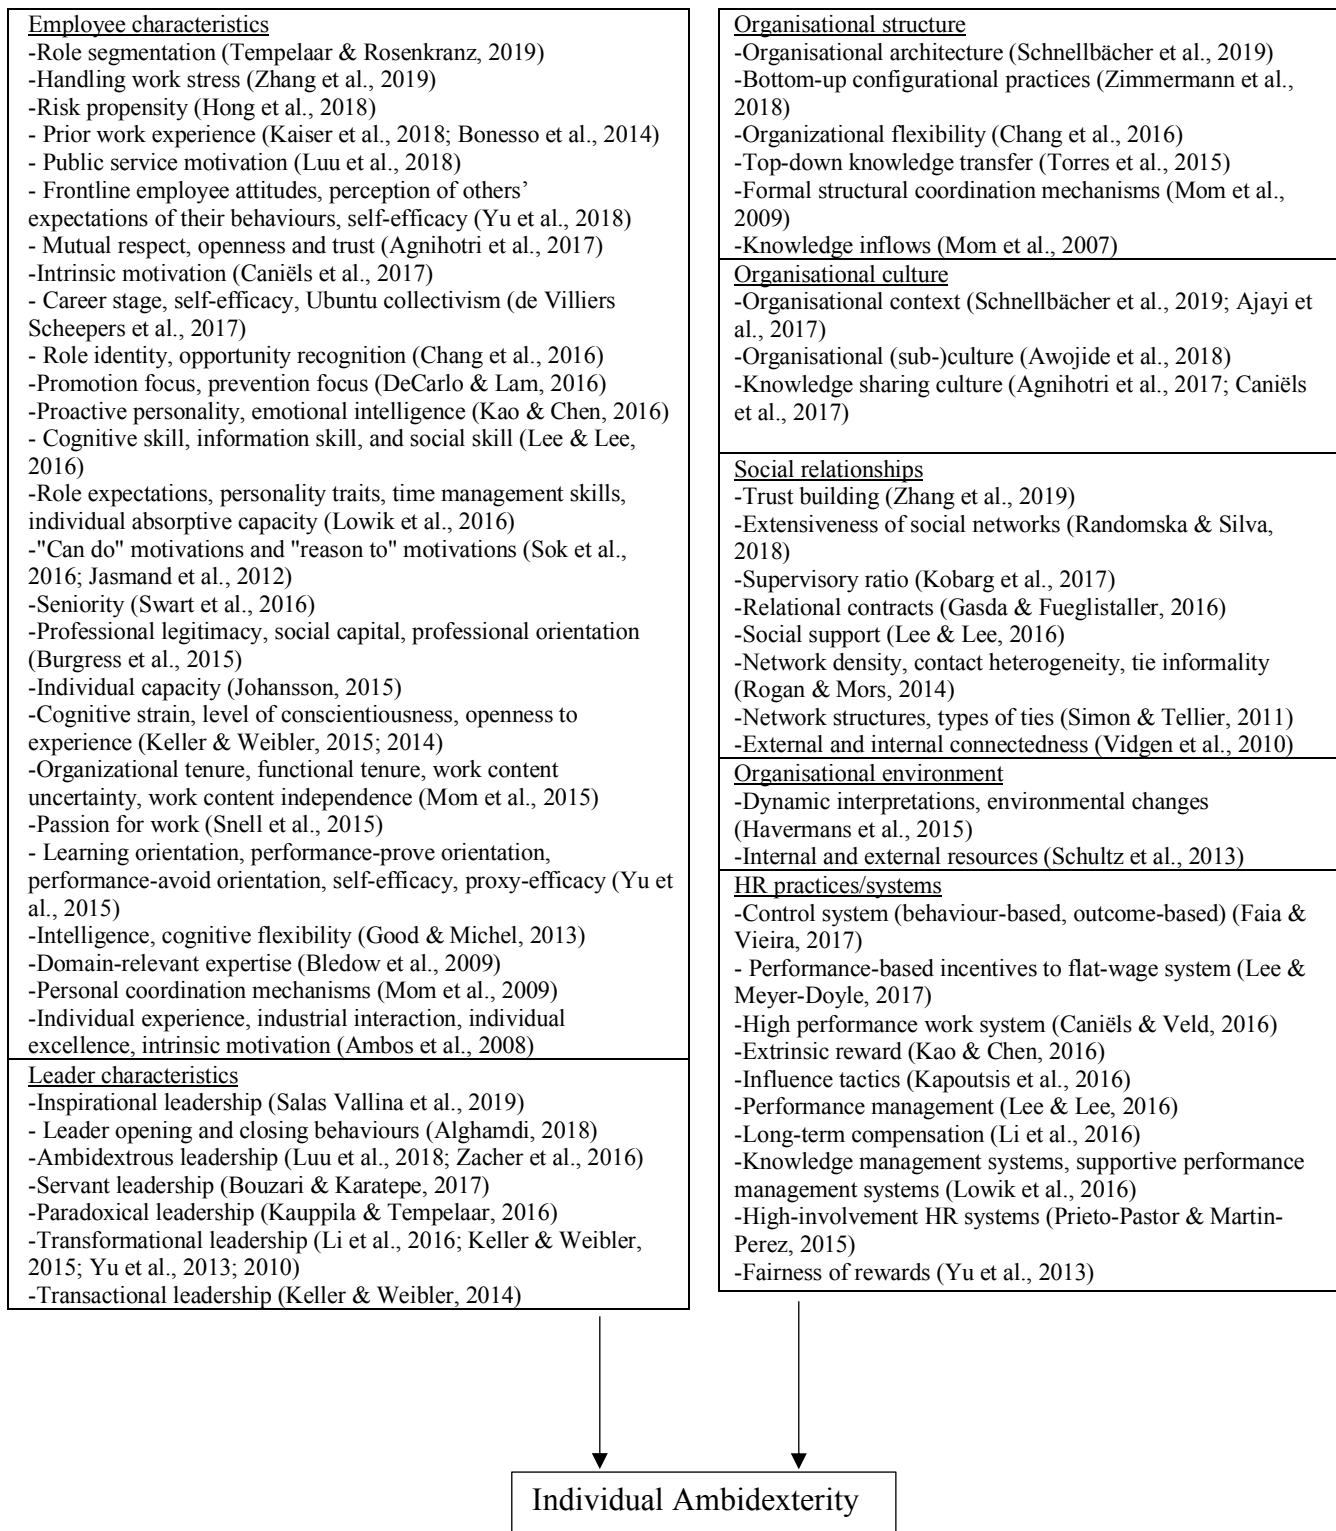 Employee characteristics
-Role segmentation (Tempelaar & Rosenkranz, 2019)
-Handling work stress (Zhang et al., 2019)
-Risk propensity (Hong et al., 2018)
- Prior work experience (Kaiser et al., 2018; Bonesso et al., 2014)
- Public service motivation (Luu et al., 2018)
- Frontline employee attitudes, perception of others’
expectations of their behaviours, self-efficacy (Yu et al., 2018)
- Mutual respect, openness and trust (Agnihotri et al., 2017)
-Intrinsic motivation (Caniëls et al., 2017)
- Career stage, self-efficacy, Ubuntu collectivism (de Villiers
Scheepers et al., 2017)
- Role identity, opportunity recognition (Chang et al., 2016)
-Promotion focus, prevention focus (DeCarlo & Lam, 2016)
-Proactive personality, emotional intelligence (Kao & Chen, 2016)
- Cognitive skill, information skill, and social skill (Lee & Lee,
2016)
-Role expectations, personality traits, time management skills,
individual absorptive capacity (Lowik et al., 2016)
-"Can do" motivations and "reason to" motivations (Sok et al.,
2016; Jasmand et al., 2012)
-Seniority (Swart et al., 2016)
-Professional legitimacy, social capital, professional orientation
(Burgress et al., 2015)
-Individual capacity (Johansson, 2015)
-Cognitive strain, level of conscientiousness, openness to
experience (Keller & Weibler, 2015; 2014)
-Organizational tenure, functional tenure, work content
uncertainty, work content independence (Mom et al., 2015)
-Passion for work (Snell et al., 2015)
- Learning orientation, performance-prove orientation,
performance-avoid orientation, self-efficacy, proxy-efficacy (Yu et
al., 2015)
-Intelligence, cognitive flexibility (Good & Michel, 2013)
-Domain-relevant expertise (Bledow et al., 2009)
-Personal coordination mechanisms (Mom et al., 2009)
-Individual experience, industrial interaction, individual
excellence, intrinsic motivation (Ambos et al., 2008)
Leader characteristics
-Inspirational leadership (Salas Vallina et al., 2019)
- Leader opening and closing behaviours (Alghamdi, 2018)
-Ambidextrous leadership (Luu et al., 2018; Zacher et al., 2016)
-Servant leadership (Bouzari & Karatepe, 2017)
-Paradoxical leadership (Kauppila & Tempelaar, 2016)
-Transformational leadership (Li et al., 2016; Keller & Weibler,
2015; Yu et al., 2013; 2010)
-Transactional leadership (Keller & Weibler, 2014)
Organisational structure
-Organisational architecture (Schnellbächer et al., 2019)
-Bottom-up configurational practices (Zimmermann et al.,
2018)
-Organizational flexibility (Chang et al., 2016)
-Top-down knowledge transfer (Torres et al., 2015)
-Formal structural coordination mechanisms (Mom et al.,
2009)
-Knowledge inflows (Mom et al., 2007)
Organisational culture
-Organisational context (Schnellbächer et al., 2019; Ajayi et
al., 2017)
-Organisational (sub-)culture (Awojide et al., 2018)
-Knowledge sharing culture (Agnihotri et al., 2017; Caniëls
et al., 2017)
Social relationships
-Trust building (Zhang et al., 2019)
-Extensiveness of social networks (Randomska & Silva,
2018)
-Supervisory ratio (Kobarg et al., 2017)
-Relational contracts (Gasda & Fueglistaller, 2016)
-Social support (Lee & Lee, 2016)
-Network density, contact heterogeneity, tie informality
(Rogan & Mors, 2014)
-Network structures, types of ties (Simon & Tellier, 2011)
-External and internal connectedness (Vidgen et al., 2010)
Organisational environment
-Dynamic interpretations, environmental changes
(Havermans et al., 2015)
-Internal and external resources (Schultz et al., 2013)
HR practices/systems
-Control system (behaviour-based, outcome-based) (Faia &
Vieira, 2017)
- Performance-based incentives to flat-wage system (Lee &
Meyer-Doyle, 2017)
-High performance work system (Caniëls & Veld, 2016)
-Extrinsic reward (Kao & Chen, 2016)
-Influence tactics (Kapoutsis et al., 2016)
-Performance management (Lee & Lee, 2016)
-Long-term compensation (Li et al., 2016)
-Knowledge management systems, supportive performance
management systems (Lowik et al., 2016)
-High-involvement HR systems (Prieto-Pastor & Martin-
Perez, 2015)
-Fairness of rewards (Yu et al., 2013)
Individual Ambidexterity